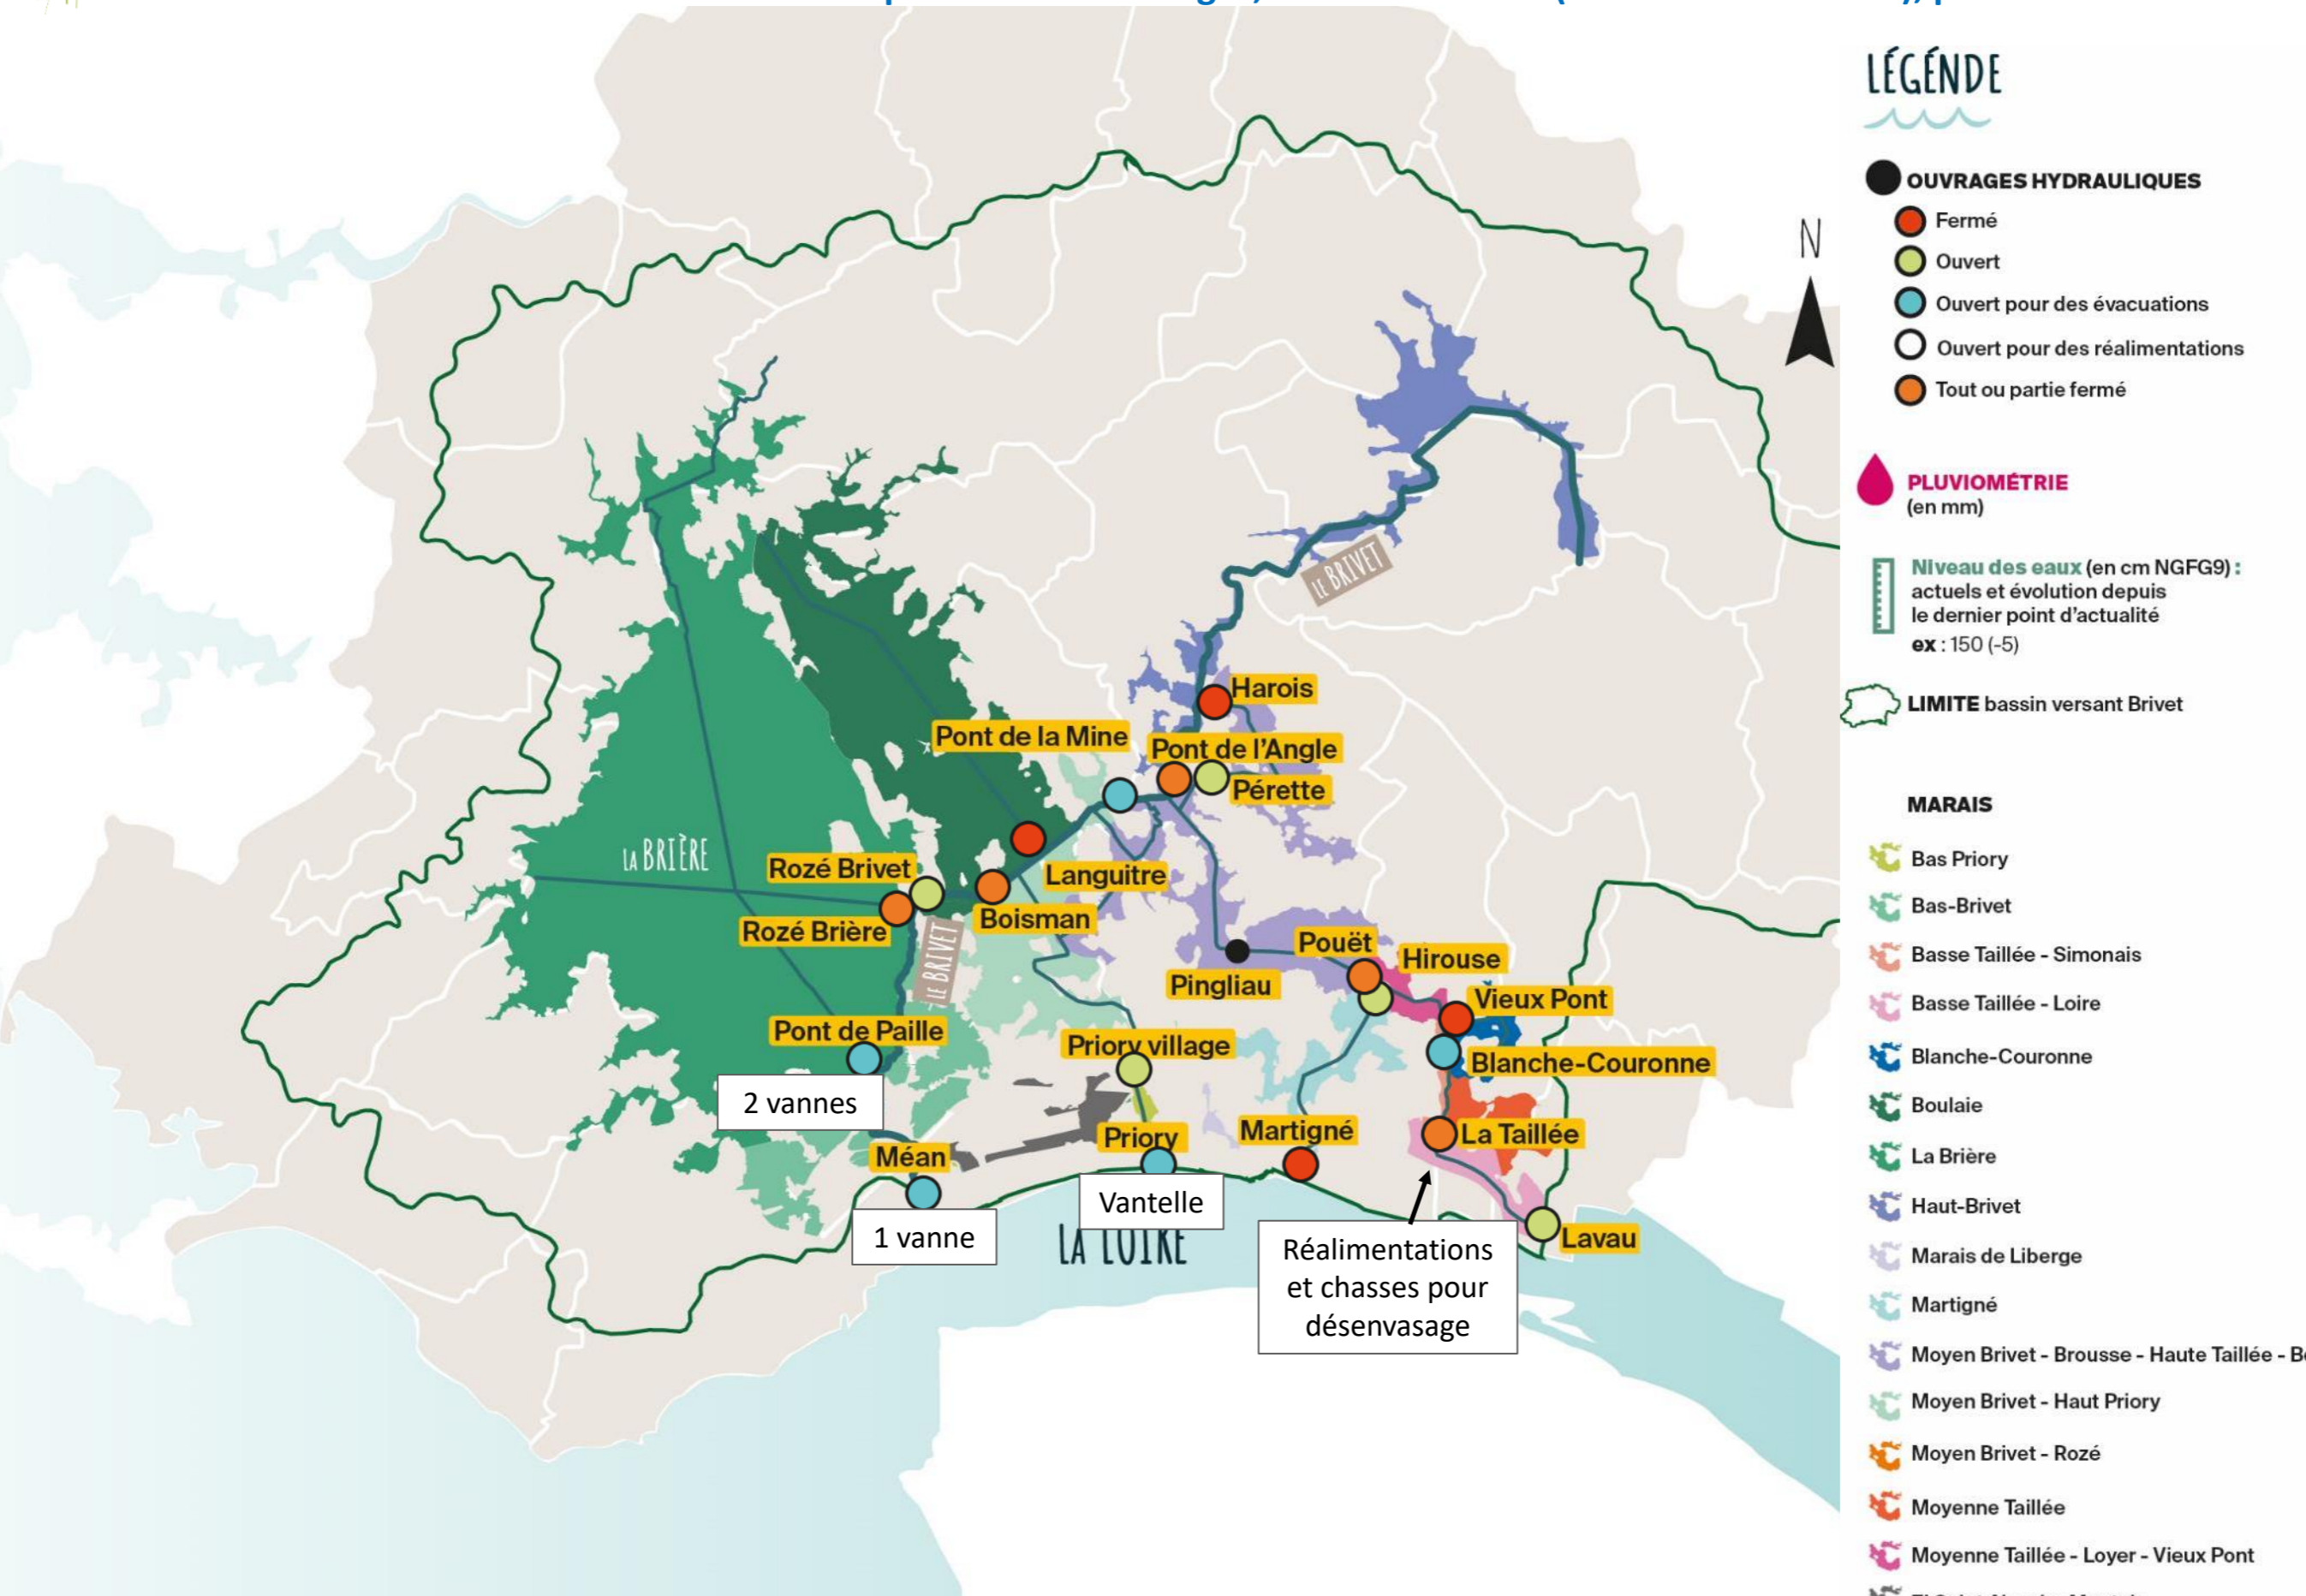 LÉGÉNDE
OUVRAGES HYDRAULIQUES
Fermé
Ouvert
Ouvert pour des évacuations
Ouvert pour des réalimentations
Tout ou partie fermé
PLUVIOMÉTRIE
(en mm)
Niveau des eaux (en cm NGFG9) :
actuels et évolution depuis
le dernier point d'actualité
ex : 150 (-5)
LIMITE bassin versant Brivet
MARAIS
Bas Priory
Bas-Brivet
Basse Taillée - Simonais
Basse Taillée - Loire
Blanche-Couronne
Boulaie
La Brière
Haut-Brivet
Marais de Liberge
Martigné
Moyen Brivet - Brousse - Haute Taillée -
Moyen Brivet - Haut Priory
Moyen Brivet - Rozé
Moyenne Taillée
Moyenne Taillée - Loyer - Vieux Pont
N
LE BRIVET
Harois
Pont de la Mine
Pont de l'Angle
Pérette
LA BRIÈRE
Rozé Brivet
Languitre
Boisman
Rozé Brière
LE BRIVET
Pouët
Hirouse
Pingliau
Vieux Pont
Pont de Paille
Priory village
Blanche-Couronne
2 vannes
Priory
Martigné
La Taillée
Méan
Vantelle
1 vanne
LA LOIRE
Réalimentations
et chasses pour
désenvasage
Lavau